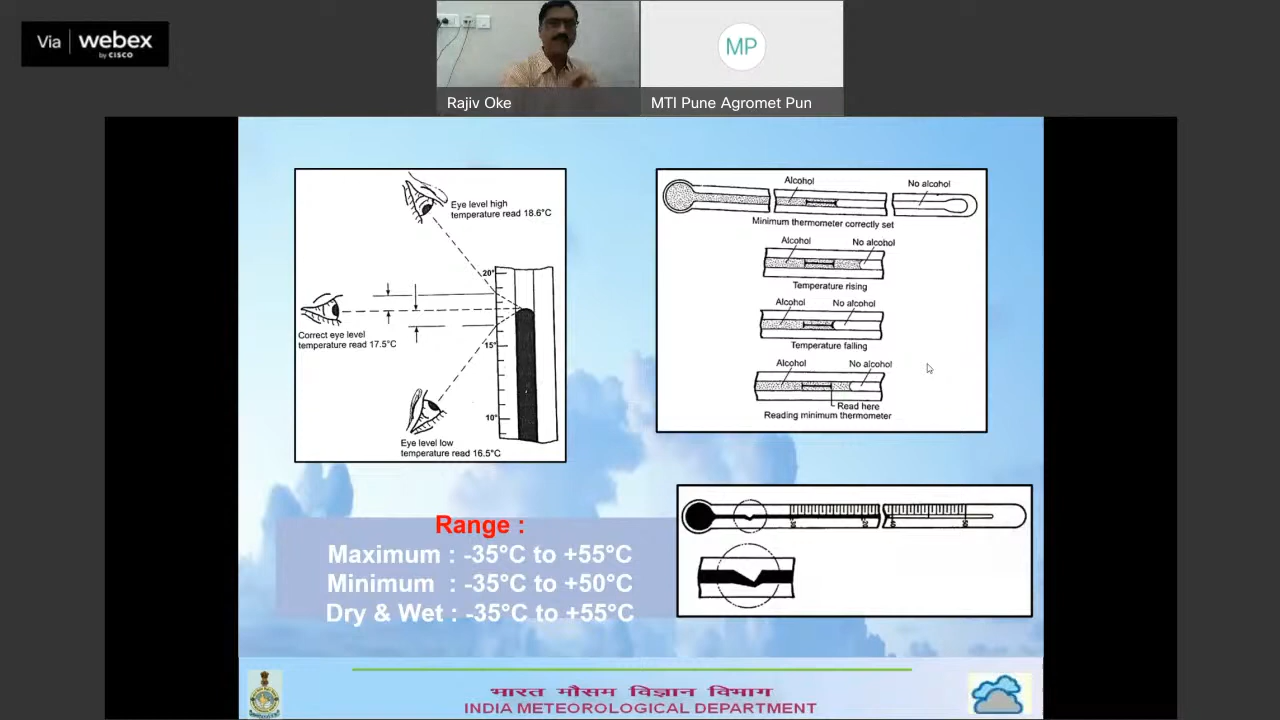 Via webex
by CISCO
MP
Rajiv Oke
MTI Pune Agromet Pun
Eye level high
temperature read 18.6°C
20°
Correct eye level
temperature read 17.5°C
15°
10°
Eye level low
temperature read 16.5°C
Alcohol
No alcohol
Minimum thermometer correctly set
Alcohol
No alcohol
Temperature rising
Alcohol
No alcohol
Temperature falling
Alcohol
No alcohol
Read here
Reading minimum thermometer
Range :
Maximum : -35°C to +55°C
Minimum : -35°C to +50°C
Dry & Wet : -35°C to +55°C
भारत मौसम विज्ञान विभाग
INDIA METEOROLOGICAL DEPARTMENT